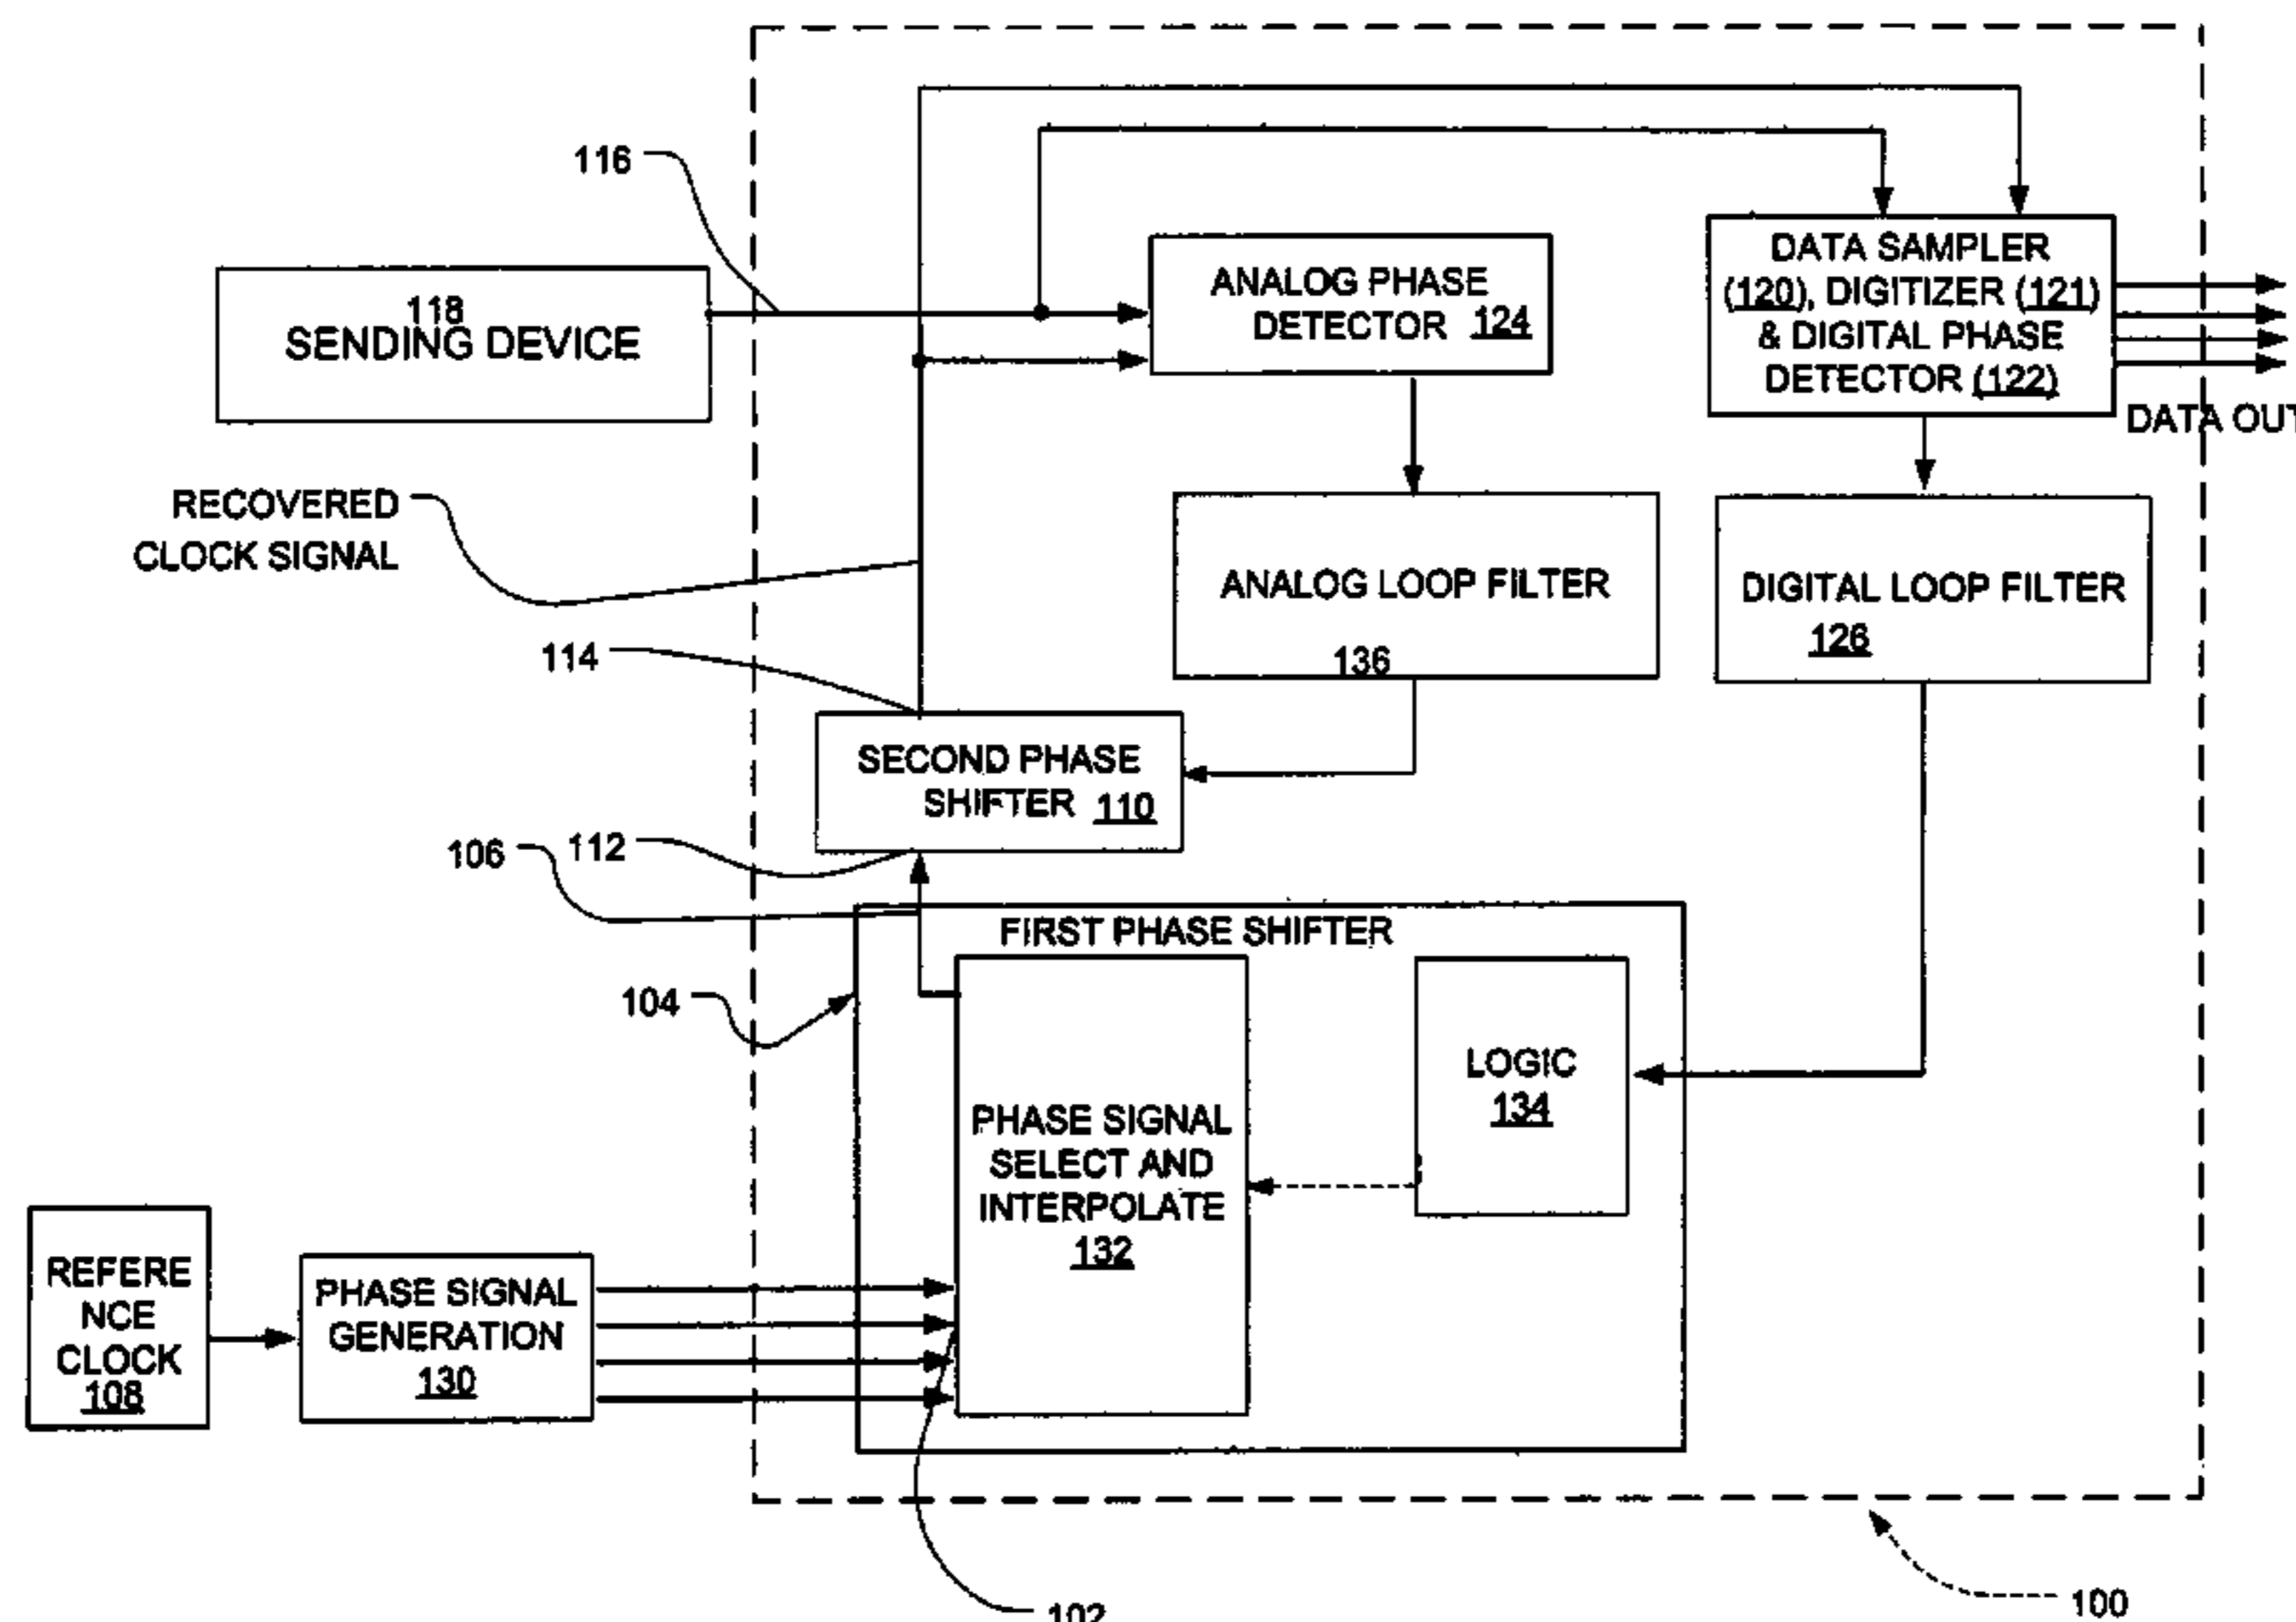 116
118
SENDING DEVICE
ANALOG PHASE
DETECTOR 124
DATA SAMPLER
(120), DIGITIZER (121)
& DIGITAL PHASE
DETECTOR (122)
DATA OUT
RECOVERED
CLOCK SIGNAL
ANALOG LOOP FILTER
136
DIGITAL LOOP FILTER
126
114
SECOND PHASE
SHIFTER 110
106
112
FIRST PHASE SHIFTER
104
LOGIC
134
PHASE SIGNAL
SELECT AND
INTERPOLATE
132
REFERE
NCE
CLOCK
108
PHASE SIGNAL
GENERATION
130
102
100